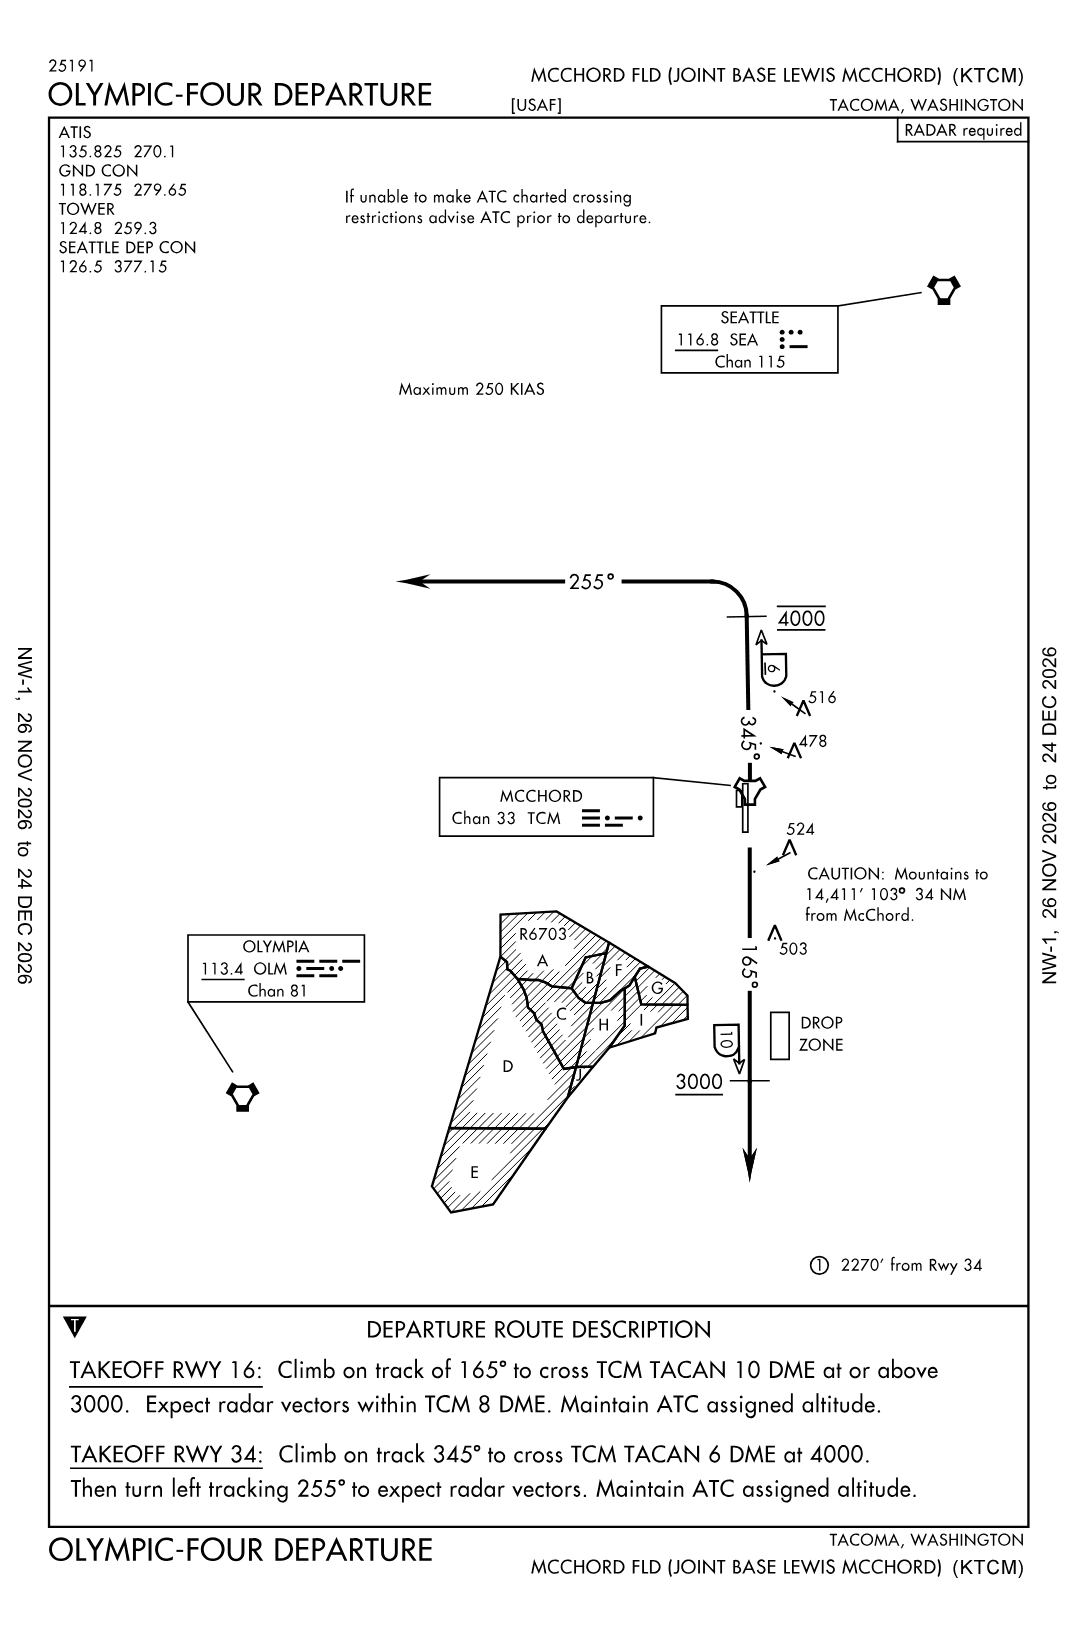 25191
OLYMPIC-FOUR DEPARTURE
[USAF]
MCCHORD FLD (JOINT BASE LEWIS MCCHORD) (KTCM)
TACOMA, WASHINGTON
ATIS
135.825 270.1
GND CON
118.175 279.65
TOWER
124.8 259.3
SEATTLE DEP CON
126.5 377.15
RADAR required
If unable to make ATC charted crossing
restrictions advise ATC prior to departure.
SEATTLE
116.8 SEA
Chan 115
Maximum 250 KIAS
255°
4000
6
516
345°
478
MCCHORD
Chan 33 TCM
524
CAUTION: Mountains to
14,411′ 103° 34 NM
from McChord.
503
165°
R6703
A
B
F
G
C
H
I
D
J
E
OLYMPIA
113.4 OLM
Chan 81
10
DROP
ZONE
3000
1 2270′ from Rwy 34
T
DEPARTURE ROUTE DESCRIPTION
TAKEOFF RWY 16: Climb on track of 165° to cross TCM TACAN 10 DME at or above
3000. Expect radar vectors within TCM 8 DME. Maintain ATC assigned altitude.
TAKEOFF RWY 34: Climb on track 345° to cross TCM TACAN 6 DME at 4000.
Then turn left tracking 255° to expect radar vectors. Maintain ATC assigned altitude.
OLYMPIC-FOUR DEPARTURE
TACOMA, WASHINGTON
MCCHORD FLD (JOINT BASE LEWIS MCCHORD) (KTCM)
NW-1, 26 NOV 2026 to 24 DEC 2026
NW-1, 26 NOV 2026 to 24 DEC 2026